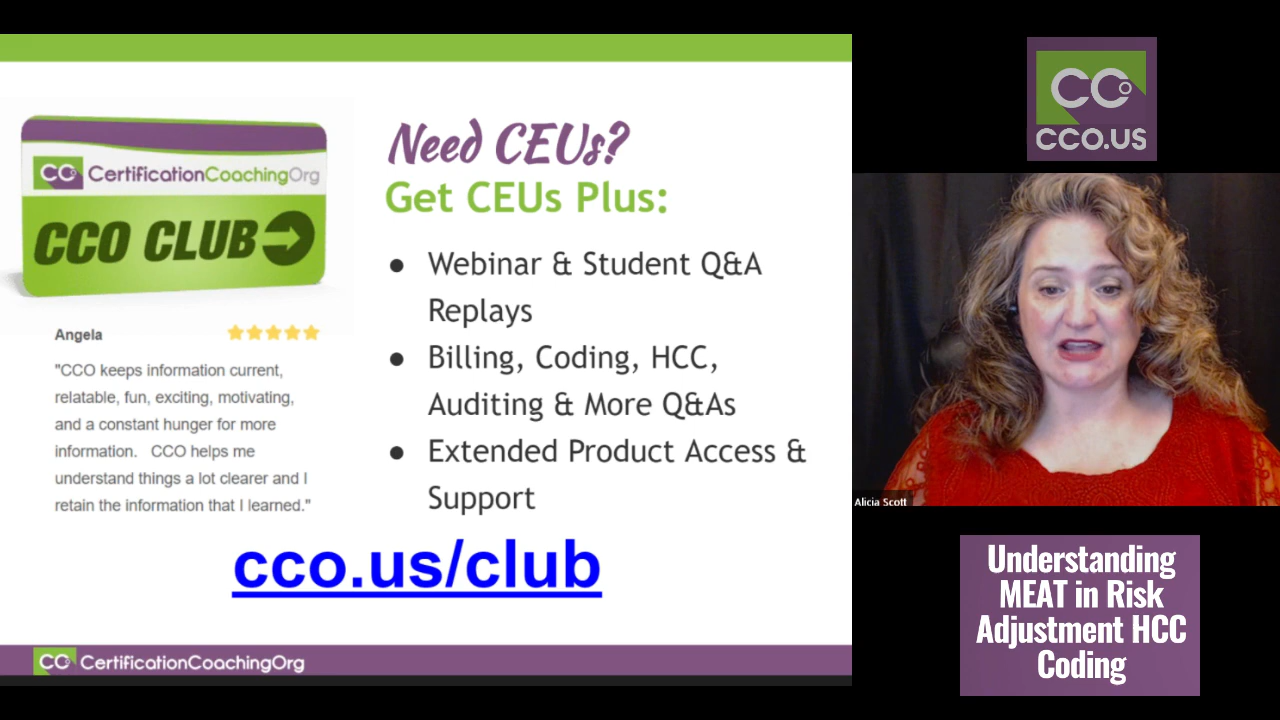 CertificationCoachingOrg
CCO CLUB
Angela
"CCO keeps information current,
relatable, fun, exciting, motivating,
and a constant hunger for more
information. CCO helps me
understand things a lot clearer and I
retain the information that I learned."
Need CEUs?
Get CEUs Plus:
● Webinar & Student Q&A
Replays
● Billing, Coding, HCC,
Auditing & More Q&As
● Extended Product Access &
Support
cco.us/club
CCO CertificationCoachingOrg
CCO
CCO.US
Alicia Scott
Understanding
MEAT in Risk
Adjustment HCC
Coding